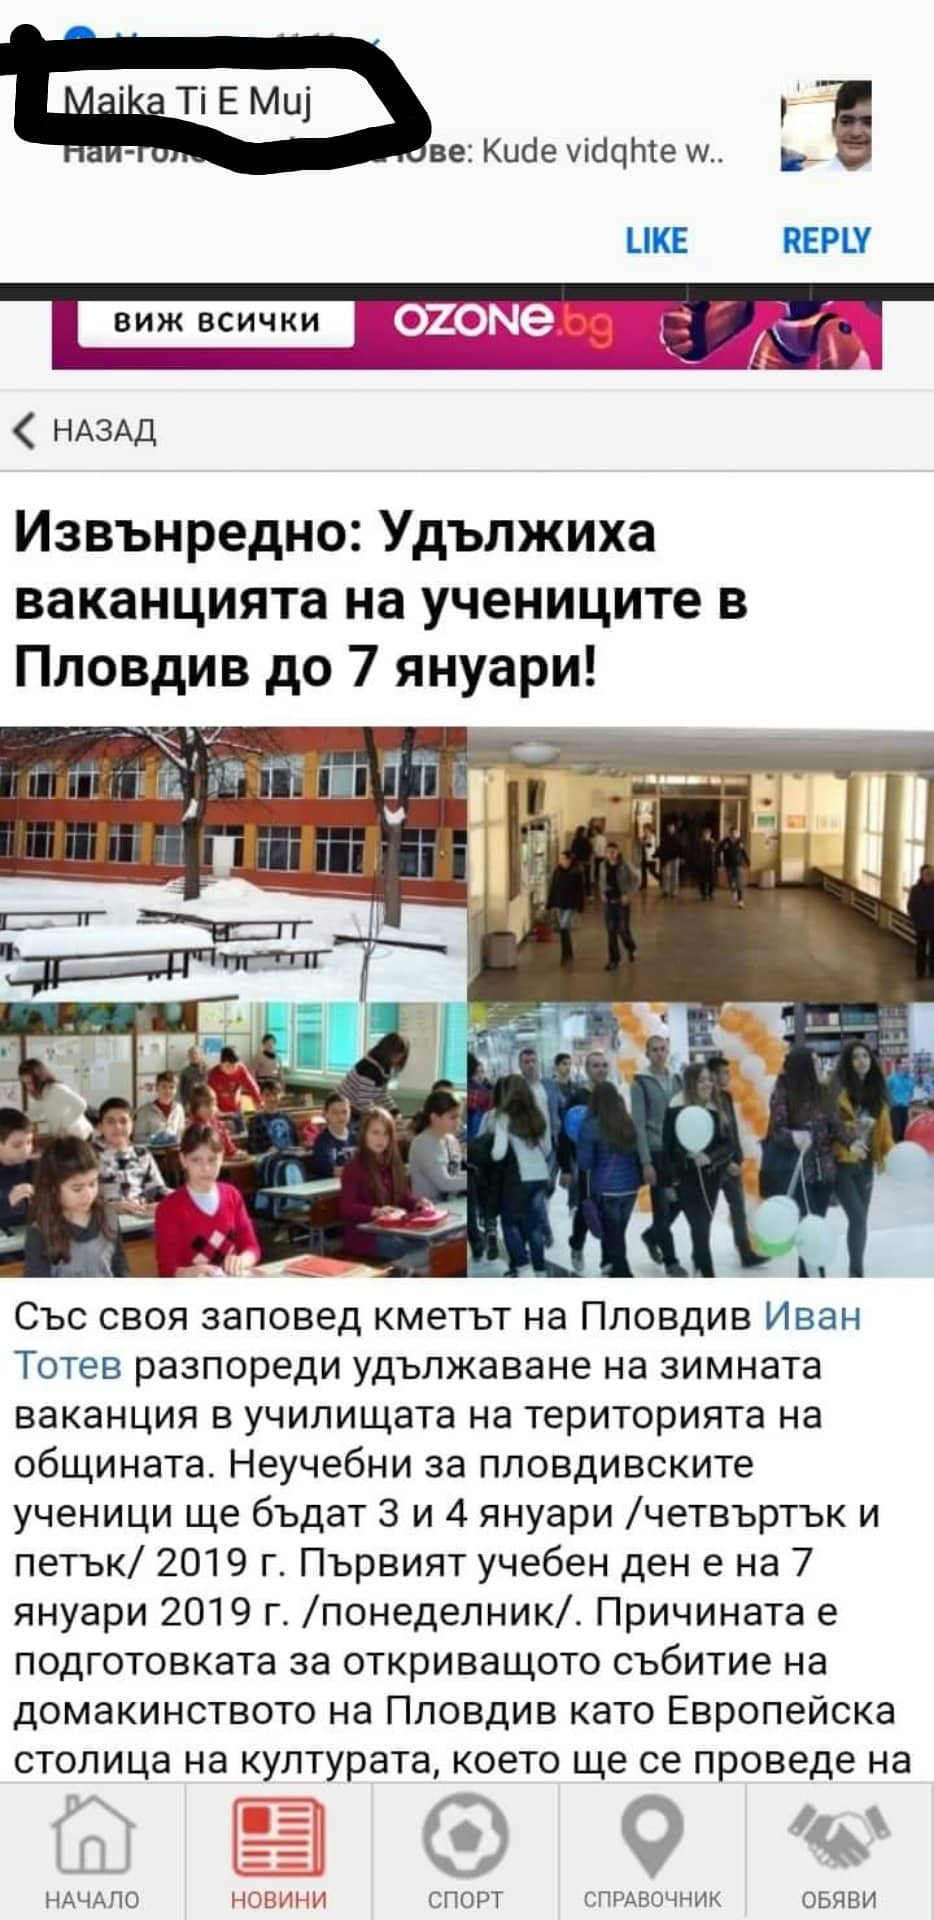 Maika Ti E Muj
ве: Kude vidqhte w..
LIKE REPLY
ВИЖ ВСИЧКИ OZONe.bg
НАЗАД
Извънредно: Удължиха
ваканцията на учениците в
Пловдив до 7 януари!
Със своя заповед кметът на Пловдив Иван
Тотев разпореди удължаване на зимната
ваканция в училищата на територията на
общината. Неучебни за пловдивските
ученици ще бъдат 3 и 4 януари /четвъртък и
петък/ 2019 г. Първият учебен ден е на 7
януари 2019 г. /понеделник/. Причината е
подготовката за откриващото събитие на
домакинството на Пловдив като Европейска
столица на културата, което ще се проведе на
НАЧАЛО НОВИНИ СПОРТ СПРАВОЧНИК ОБЯВИ